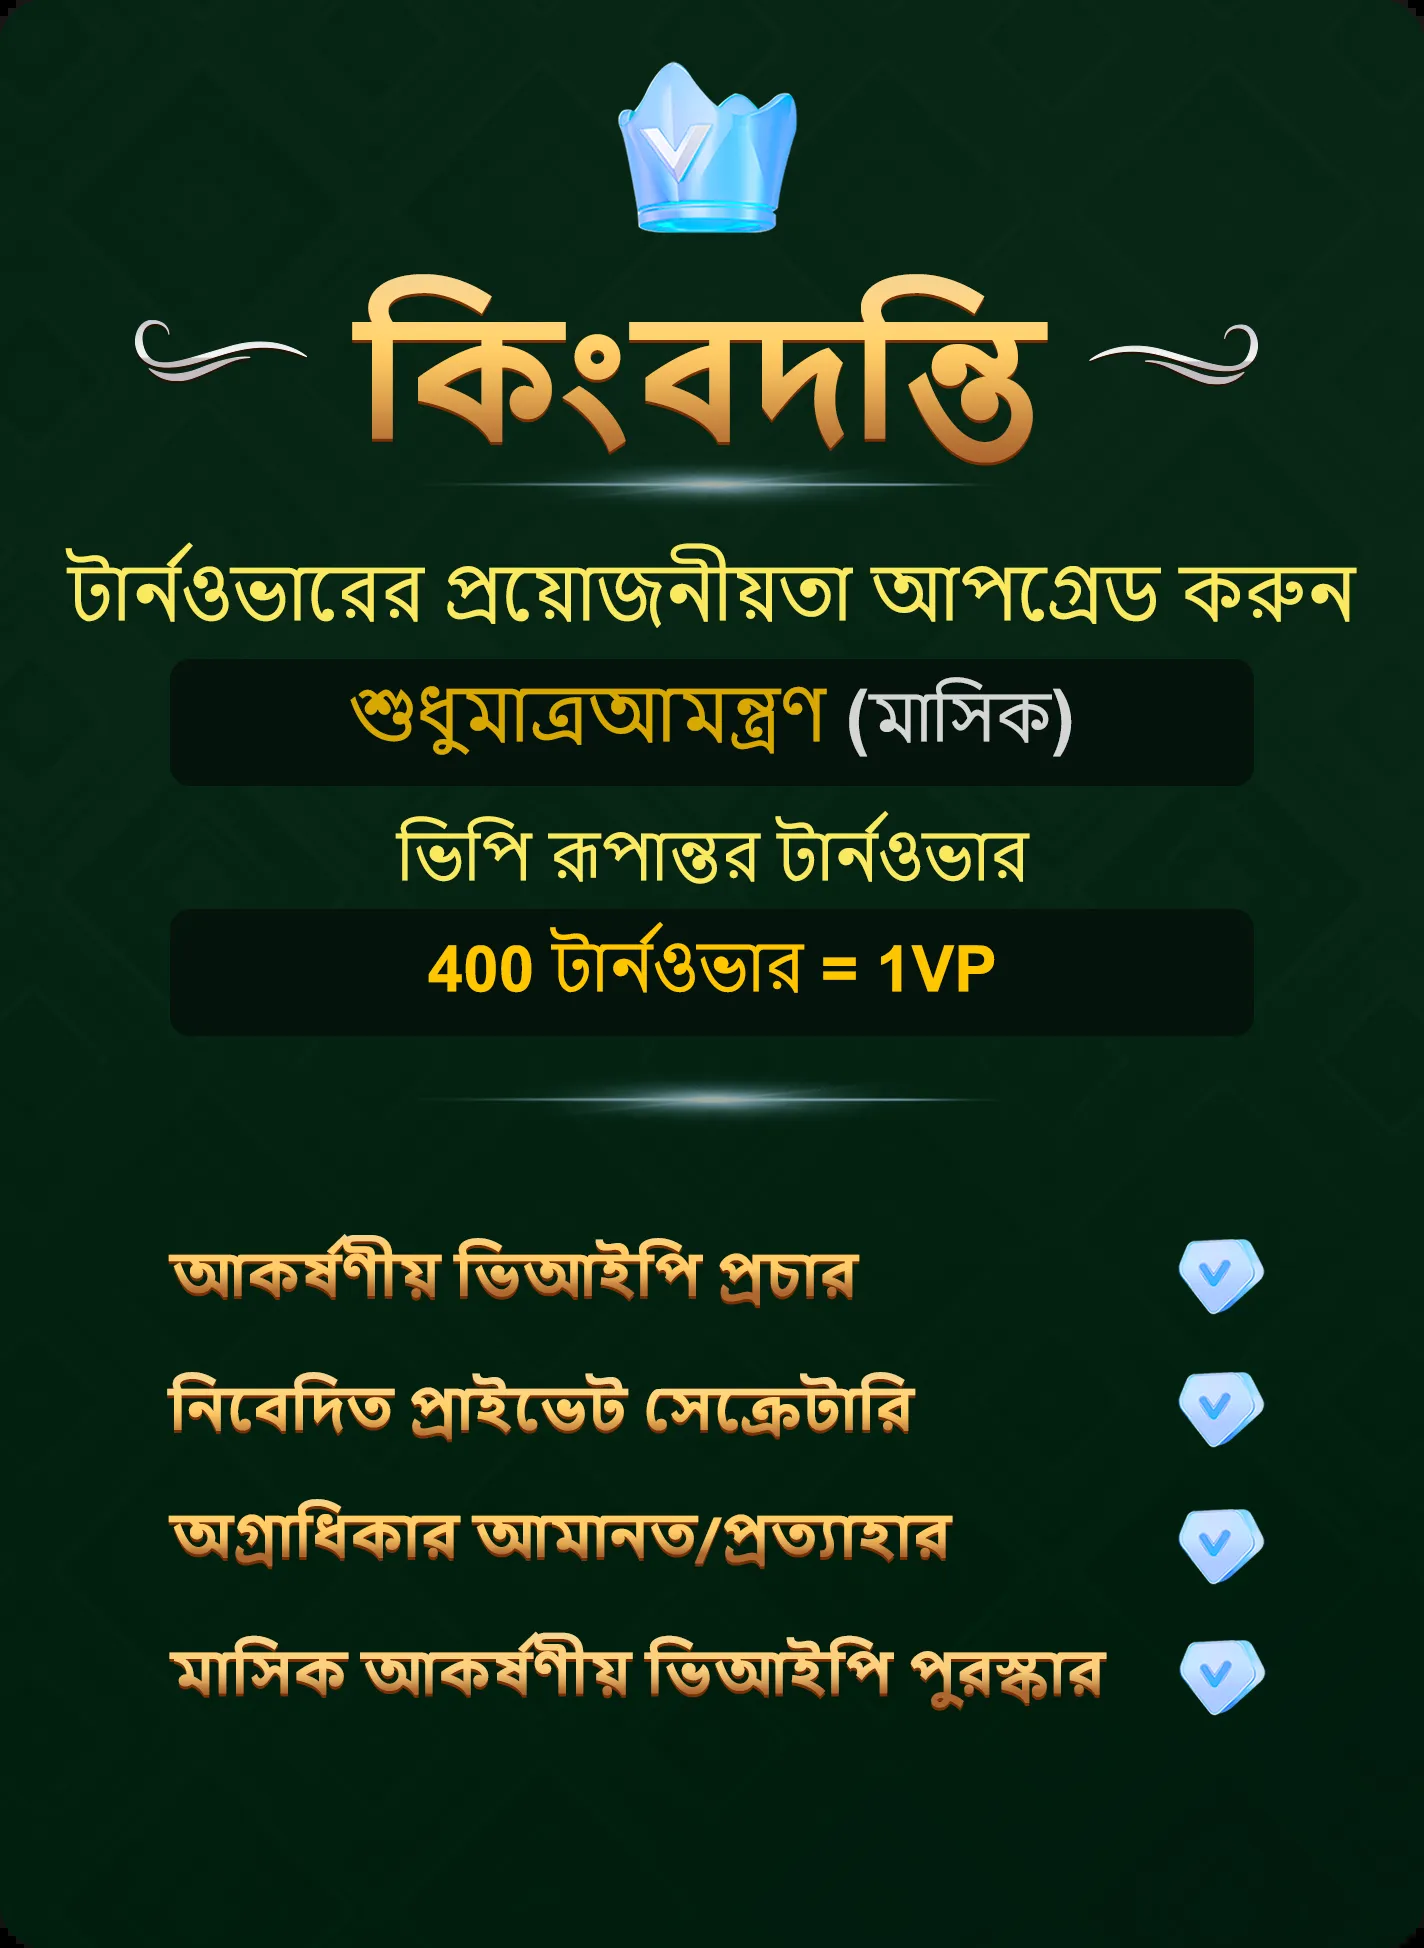 কিংবদন্তি
টার্নওভারের প্রয়োজনীয়তা আপগ্রেড করুন
শুধুমাত্রআমন্ত্রণ (মাসিক)
ভিপি রূপান্তর টার্নওভার
400 টার্নওভার = 1VP
আকর্ষণীয় ভিআইপি প্রচার
নিবেদিত প্রাইভেট সেক্রেটারি
অগ্রাধিকার আমানত/প্রত্যাহার
মাসিক আকর্ষণীয় ভিআইপি পুরস্কার